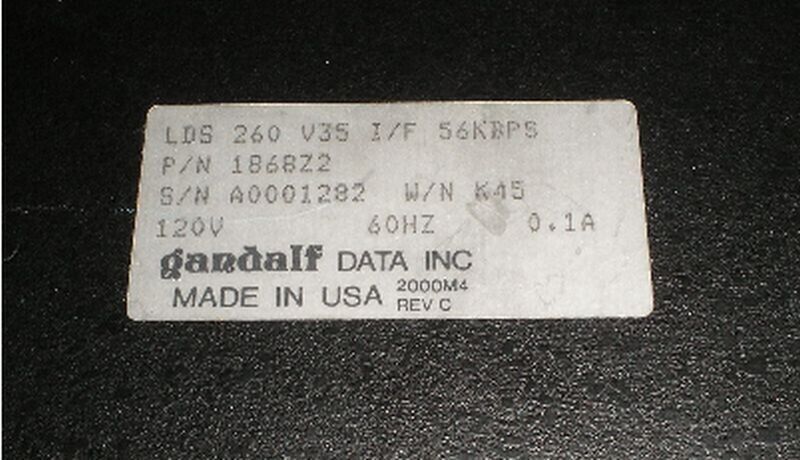 LDS 260 V35 I/F 56KBPS
P/N 1868Z2
S/N A0001282 W/N K45
120V 60HZ 0.1A
gandalf DATA INC
MADE IN USA 2000M4
REV C